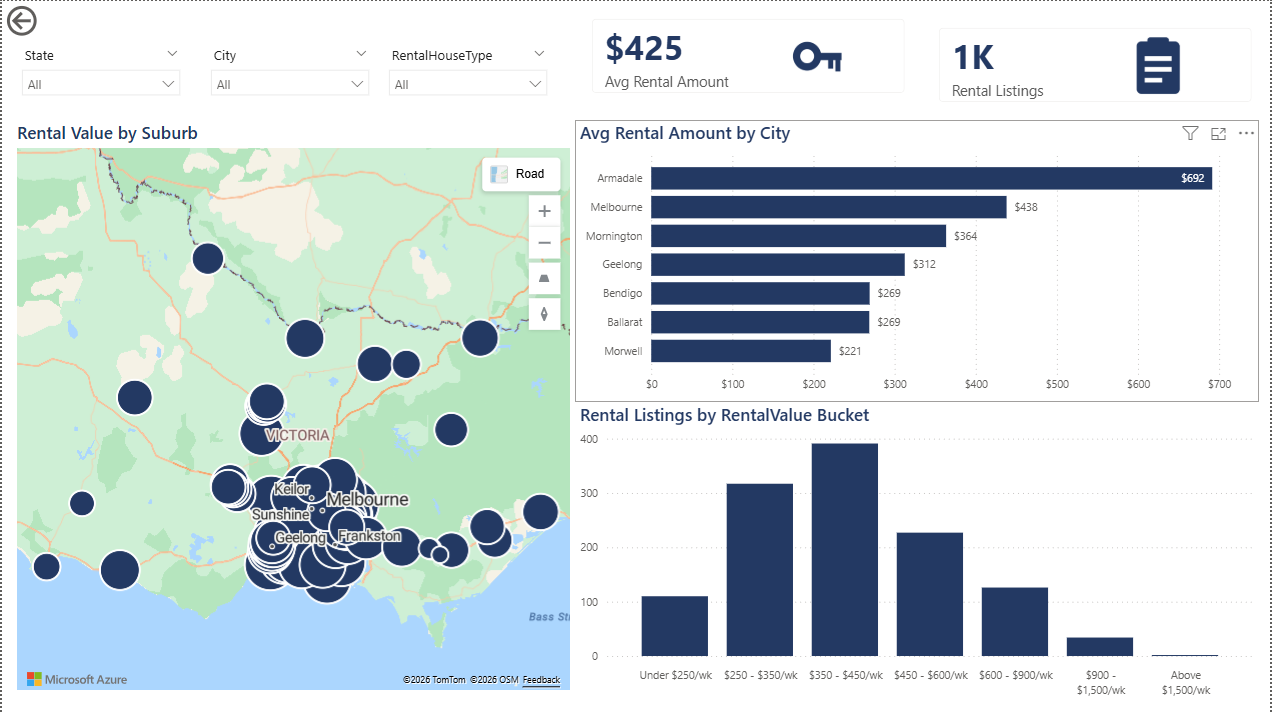 State
City
RentalHouseType
All
All
All
$425
Avg Rental Amount
1K
Rental Listings
Rental Value by Suburb
Road
VICTORIA
Keilor
Melbourne
Sunshine
Geelong
Frankston
Microsoft Azure
©2026 TomTom ©2026 OSM Feedback
Avg Rental Amount by City
Armadale
$692
Melbourne
$438
Mornington
$364
Geelong
$312
Bendigo
$269
Ballarat
$269
Morwell
$221
$0 $100 $200 $300 $400 $500 $600 $700
Rental Listings by RentalValue Bucket
400
300
200
100
0
Under $250/wk
$250 - $350/wk
$350 - $450/wk
$450 - $600/wk
$600 - $900/wk
$900 -
$1,500/wk
Above
$1,500/wk